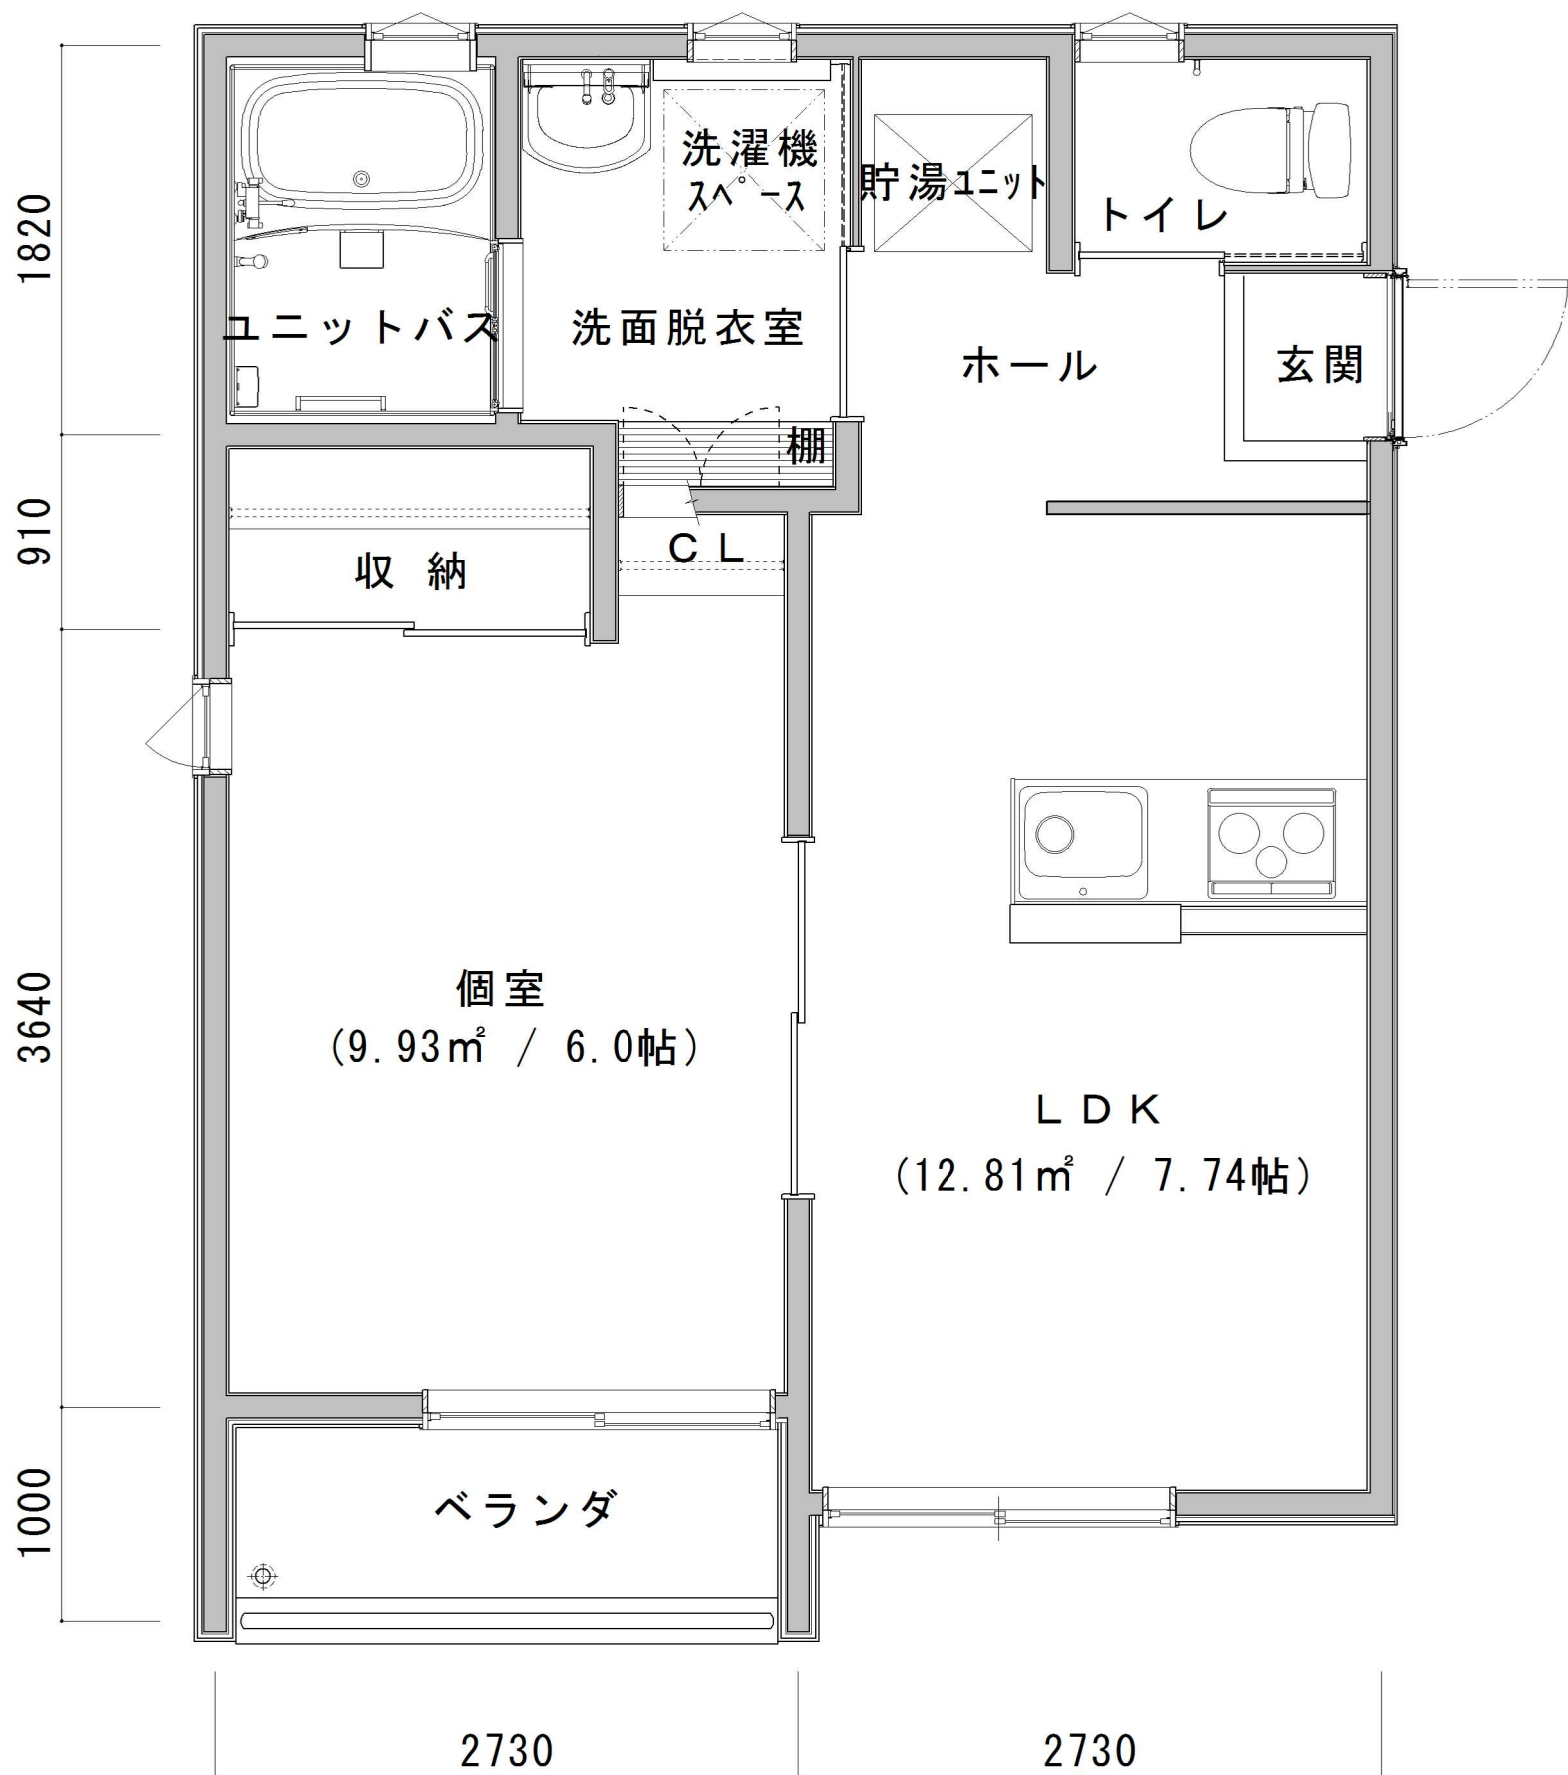 洗濯機
スペース
貯湯ユニット
トイレ
1820
ユニットバス
洗面脱衣室
ホール
玄関
棚
910
収 納
ＣＬ
3640
個室
(9.93㎡ / 6.0帖)
ＬＤＫ
(12.81㎡ / 7.74帖)
1000
ベランダ
2730
2730